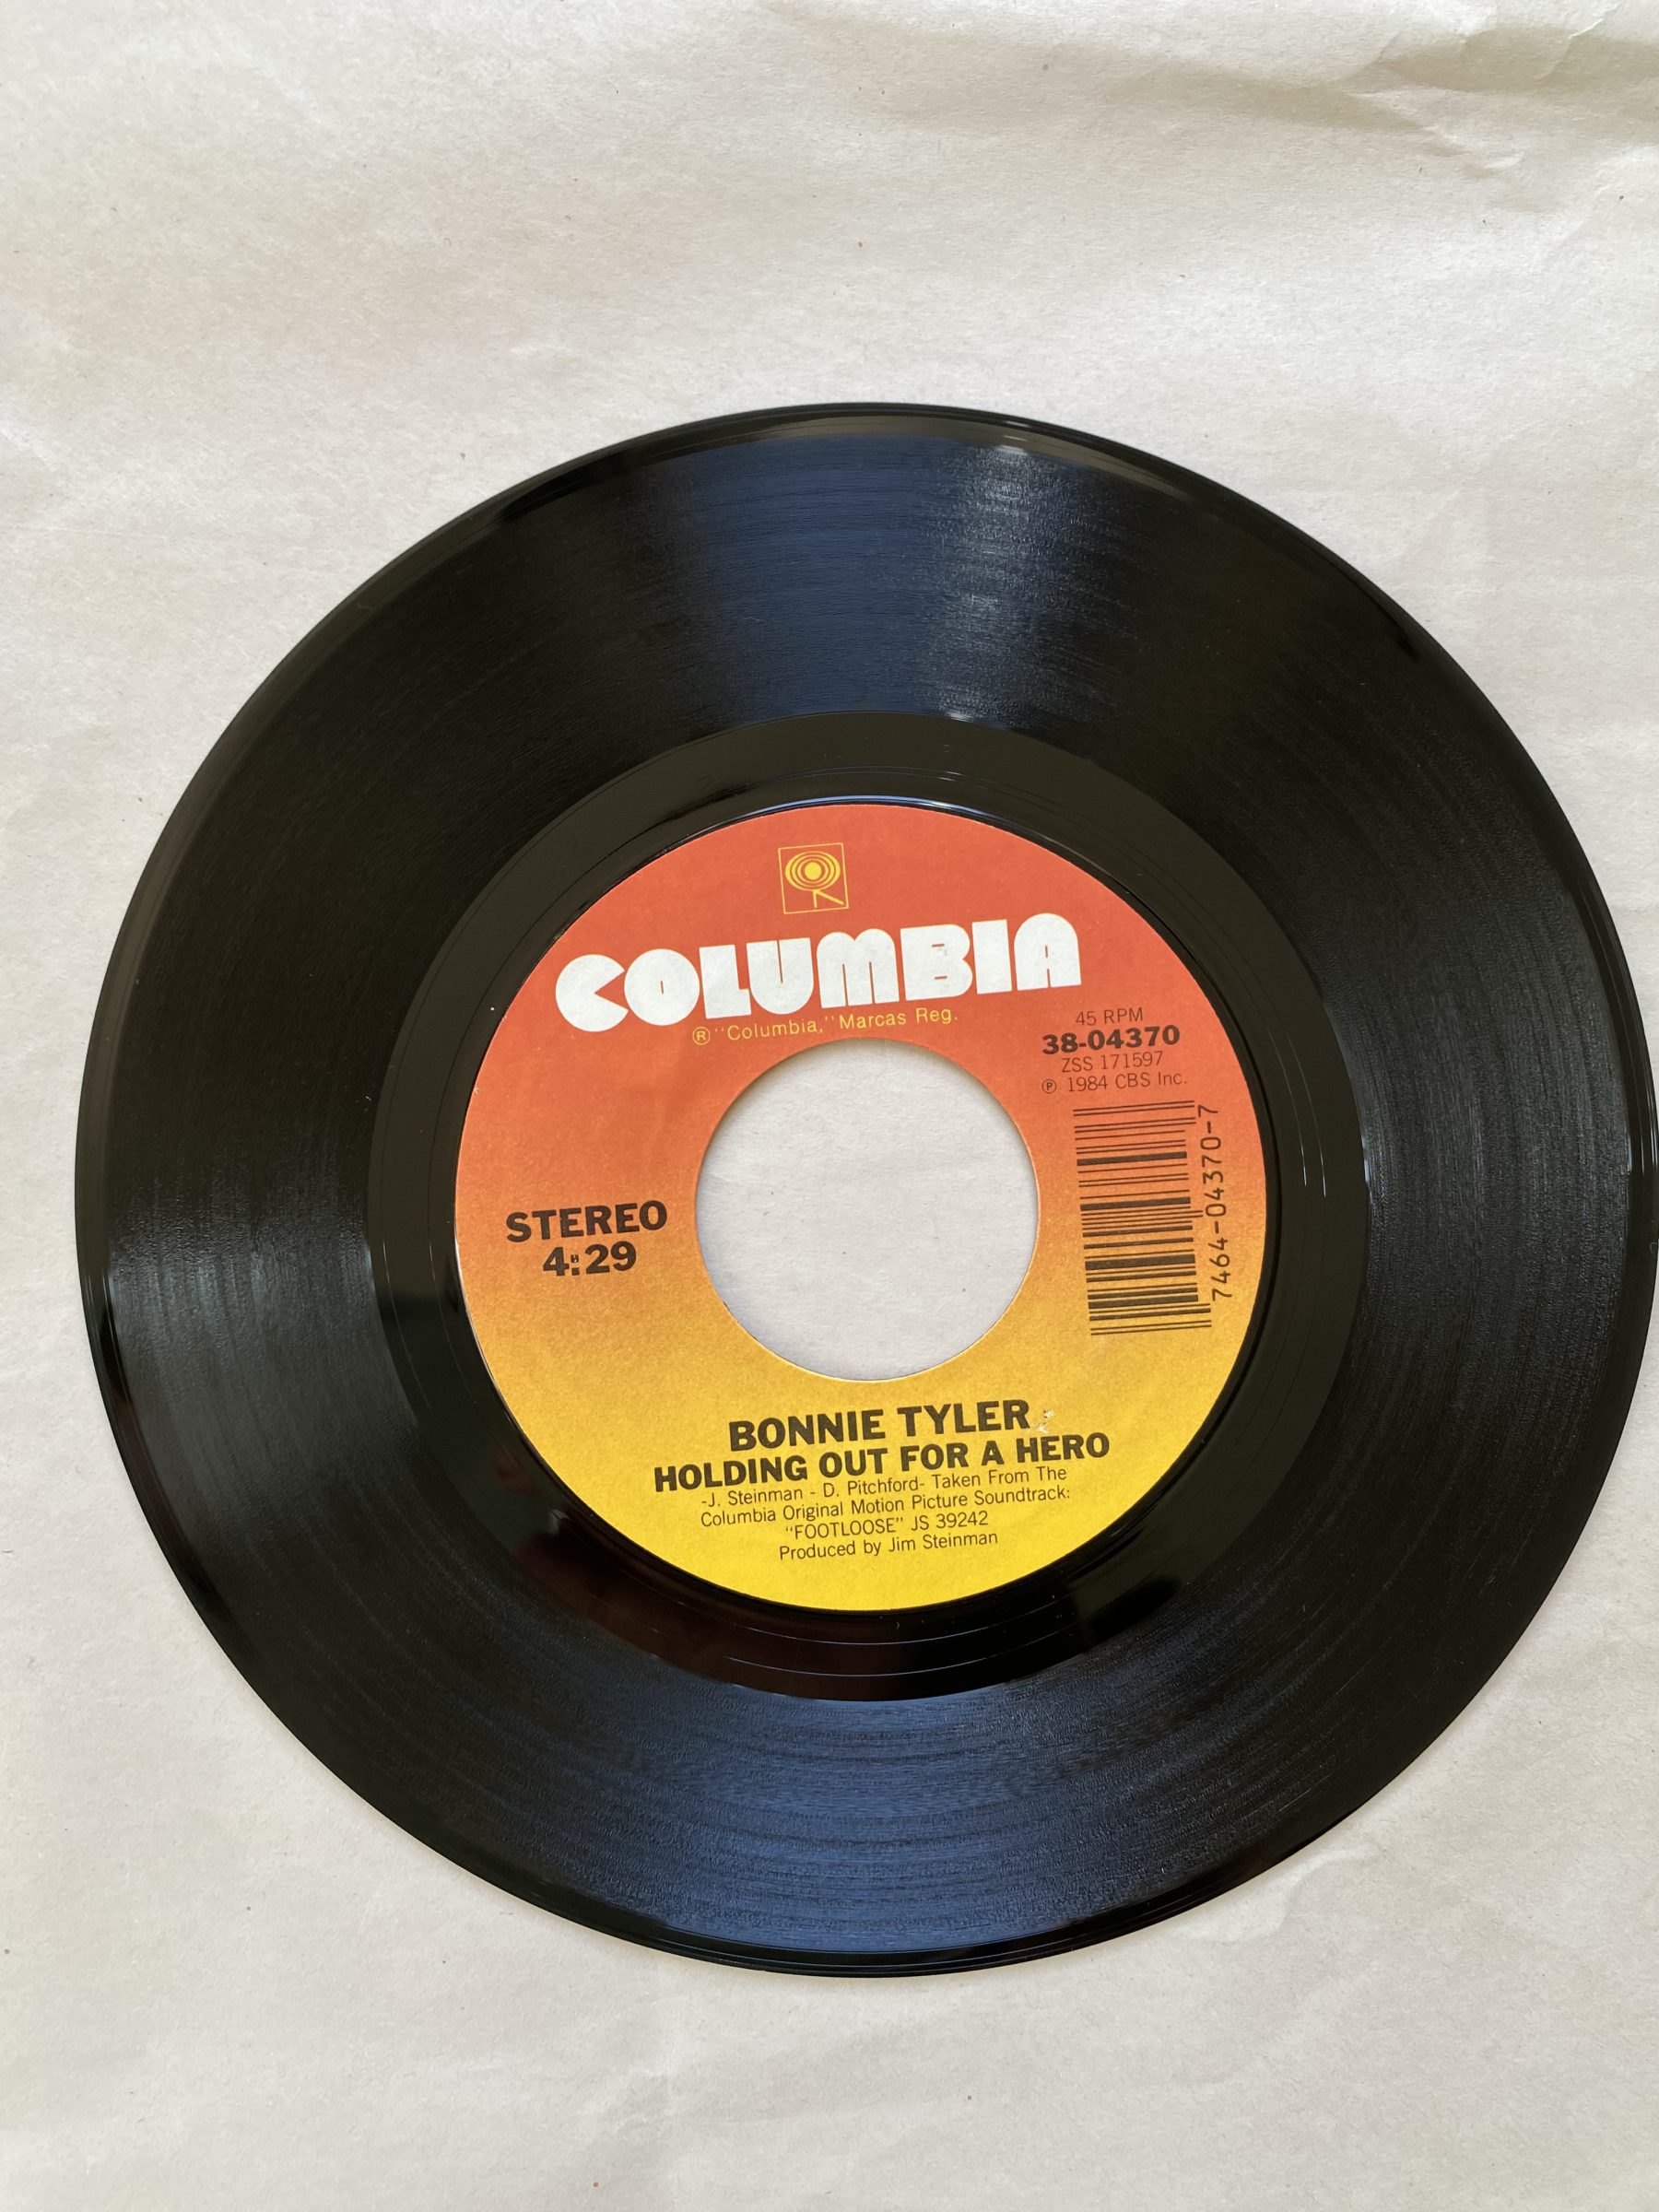 COLUMBIA
® "Columbia," Marcas Reg.
45 RPM
38-04370
ZSS 171597
℗ 1984 CBS Inc.
7464-04370-7
STEREO
4:29
BONNIE TYLER
HOLDING OUT FOR A HERO
-J. Steinman - D. Pitchford- Taken From The
Columbia Original Motion Picture Soundtrack:
"FOOTLOOSE" JS 39242
Produced by Jim Steinman